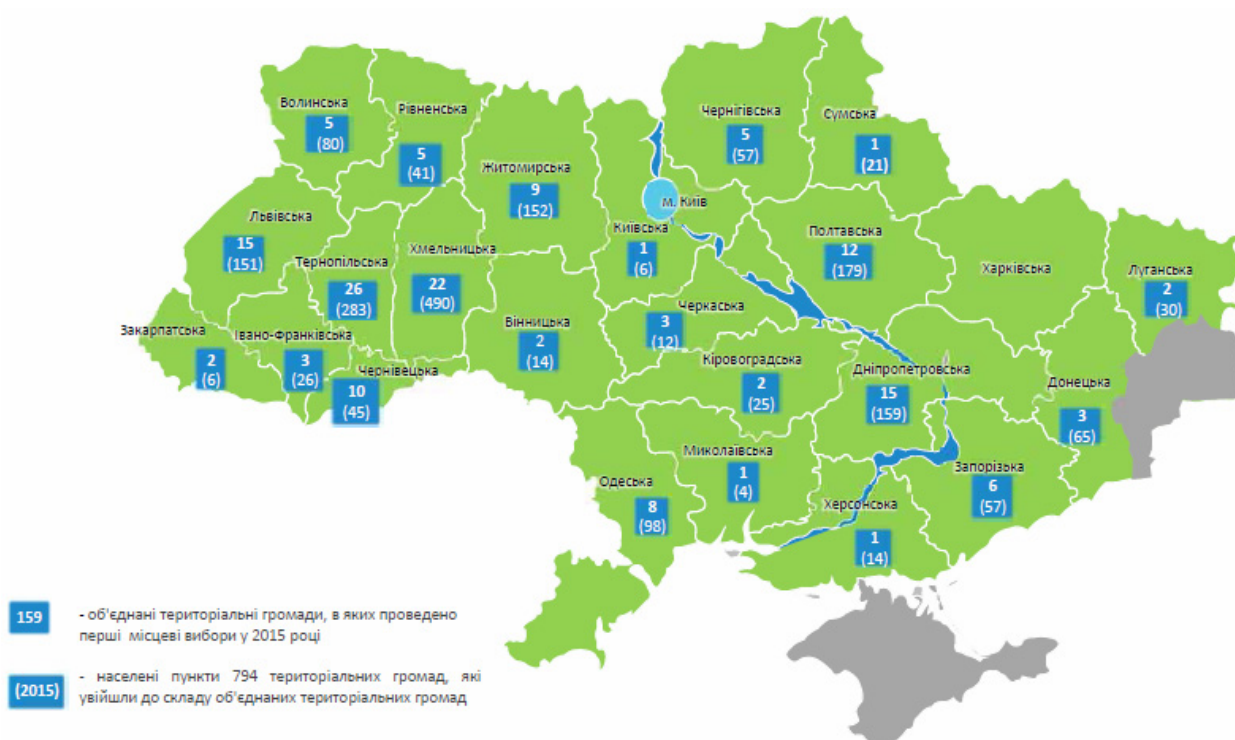 Волинська
5
(80)
Рівненська
5
(41)
Житомирська
9
(152)
Чернігівська
5
(57)
Сумська
1
(21)
м. Київ
Київська
1
(6)
Львівська
15
(151)
Тернопільська
26
(283)
Хмельницька
22
(490)
Полтавська
12
(179)
Харківська
Луганська
2
(30)
Закарпатська
2
(6)
Івано-Франківська
3
(26)
Чернівецька
10
(45)
Вінницька
2
(14)
Черкаська
3
(12)
Кіровоградська
2
(25)
Дніпропетровська
15
(159)
Донецька
3
(65)
Одеська
8
(98)
Миколаївська
1
(4)
Херсонська
1
(14)
Запорізька
6
(57)
159
- об'єднані територіальні громади, в яких проведено
перші місцеві вибори у 2015 році
(2015)
- населені пункти 794 територіальних громад, які
увійшли до складу об'єднаних територіальних громад